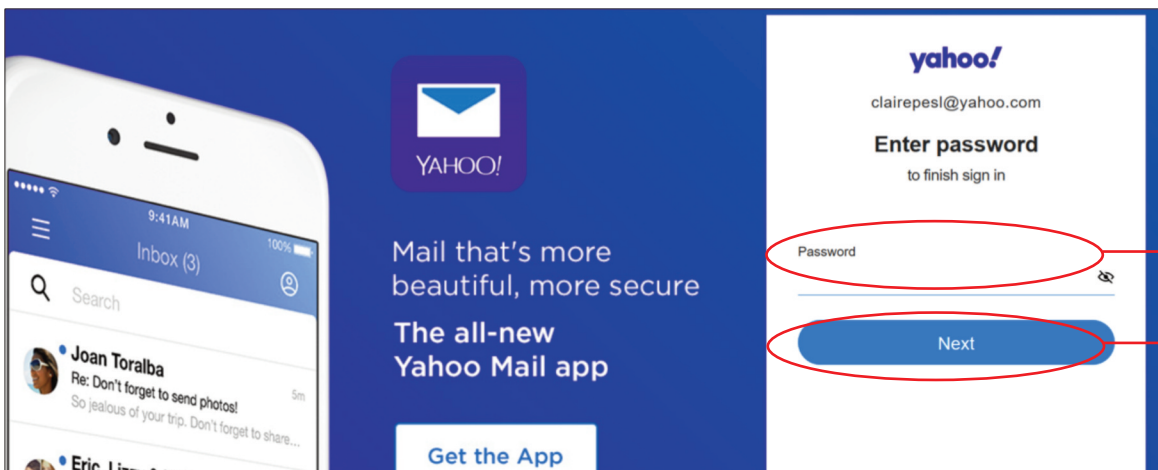 9:41AM
100%
Inbox (3)
Search
Joan Toralba
5m
Re: Don't forget to send photos!
So jealous of your trip. Don't forget to share...
YAHOO!
Mail that's more
beautiful, more secure
The all-new
Yahoo Mail app
Get the App
yahoo!
clairepesl@yahoo.com
Enter password
to finish sign in
Password
Next